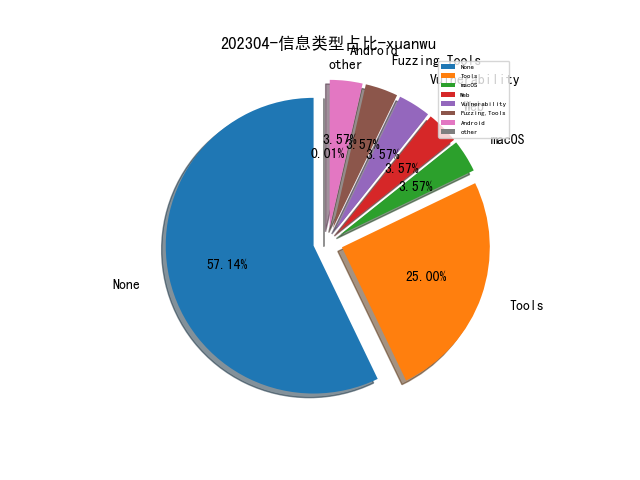 202304-信息类型占比-xuanwu
Android
other
Fuzzing Tools
Vulnerability
Web
macOS
Tools
None
57.14%
25.00%
3.57%
3.57%
3.57%
3.57%
3.57%
0.01%
None
Tools
macOS
Web
Vulnerability
Fuzzing Tools
Android
other